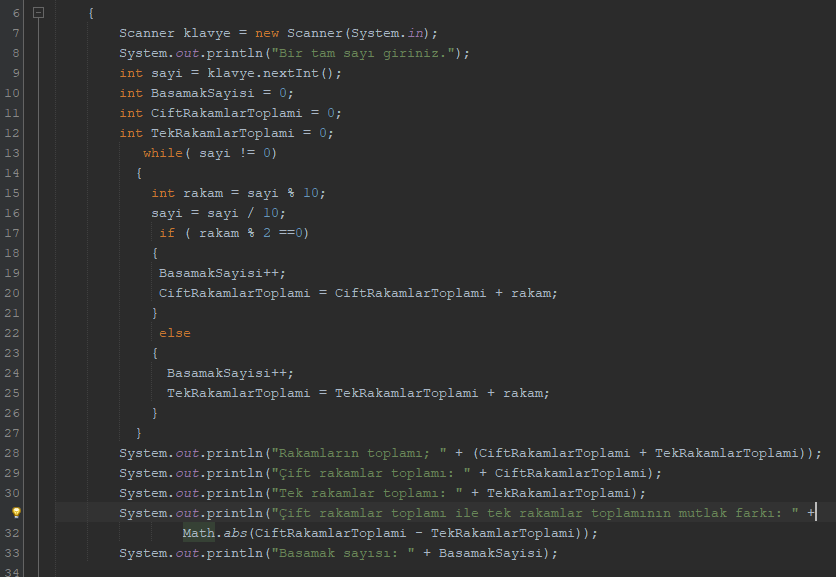 6 {
7 Scanner klavye = new Scanner(System.in);
8 System.out.println("Bir tam sayı giriniz.");
9 int sayi = klavye.nextInt();
10 int BasamakSayisi = 0;
11 int CiftRakamlarToplami = 0;
12 int TekRakamlarToplami = 0;
13 while( sayi != 0)
14 {
15 int rakam = sayi % 10;
16 sayi = sayi / 10;
17 if ( rakam % 2 ==0)
18 {
19 BasamakSayisi++;
20 CiftRakamlarToplami = CiftRakamlarToplami + rakam;
21 }
22 else
23 {
24 BasamakSayisi++;
25 TekRakamlarToplami = TekRakamlarToplami + rakam;
26 }
27 }
28 System.out.println("Rakamların toplamı; " + (CiftRakamlarToplami + TekRakamlarToplami));
29 System.out.println("Çift rakamlar toplamı: " + CiftRakamlarToplami);
30 System.out.println("Tek rakamlar toplamı: " + TekRakamlarToplami);
System.out.println("Çift rakamlar toplamı ile tek rakamlar toplamının mutlak farkı: " +
32 Math.abs(CiftRakamlarToplami - TekRakamlarToplami));
33 System.out.println("Basamak sayısı: " + BasamakSayisi);
34